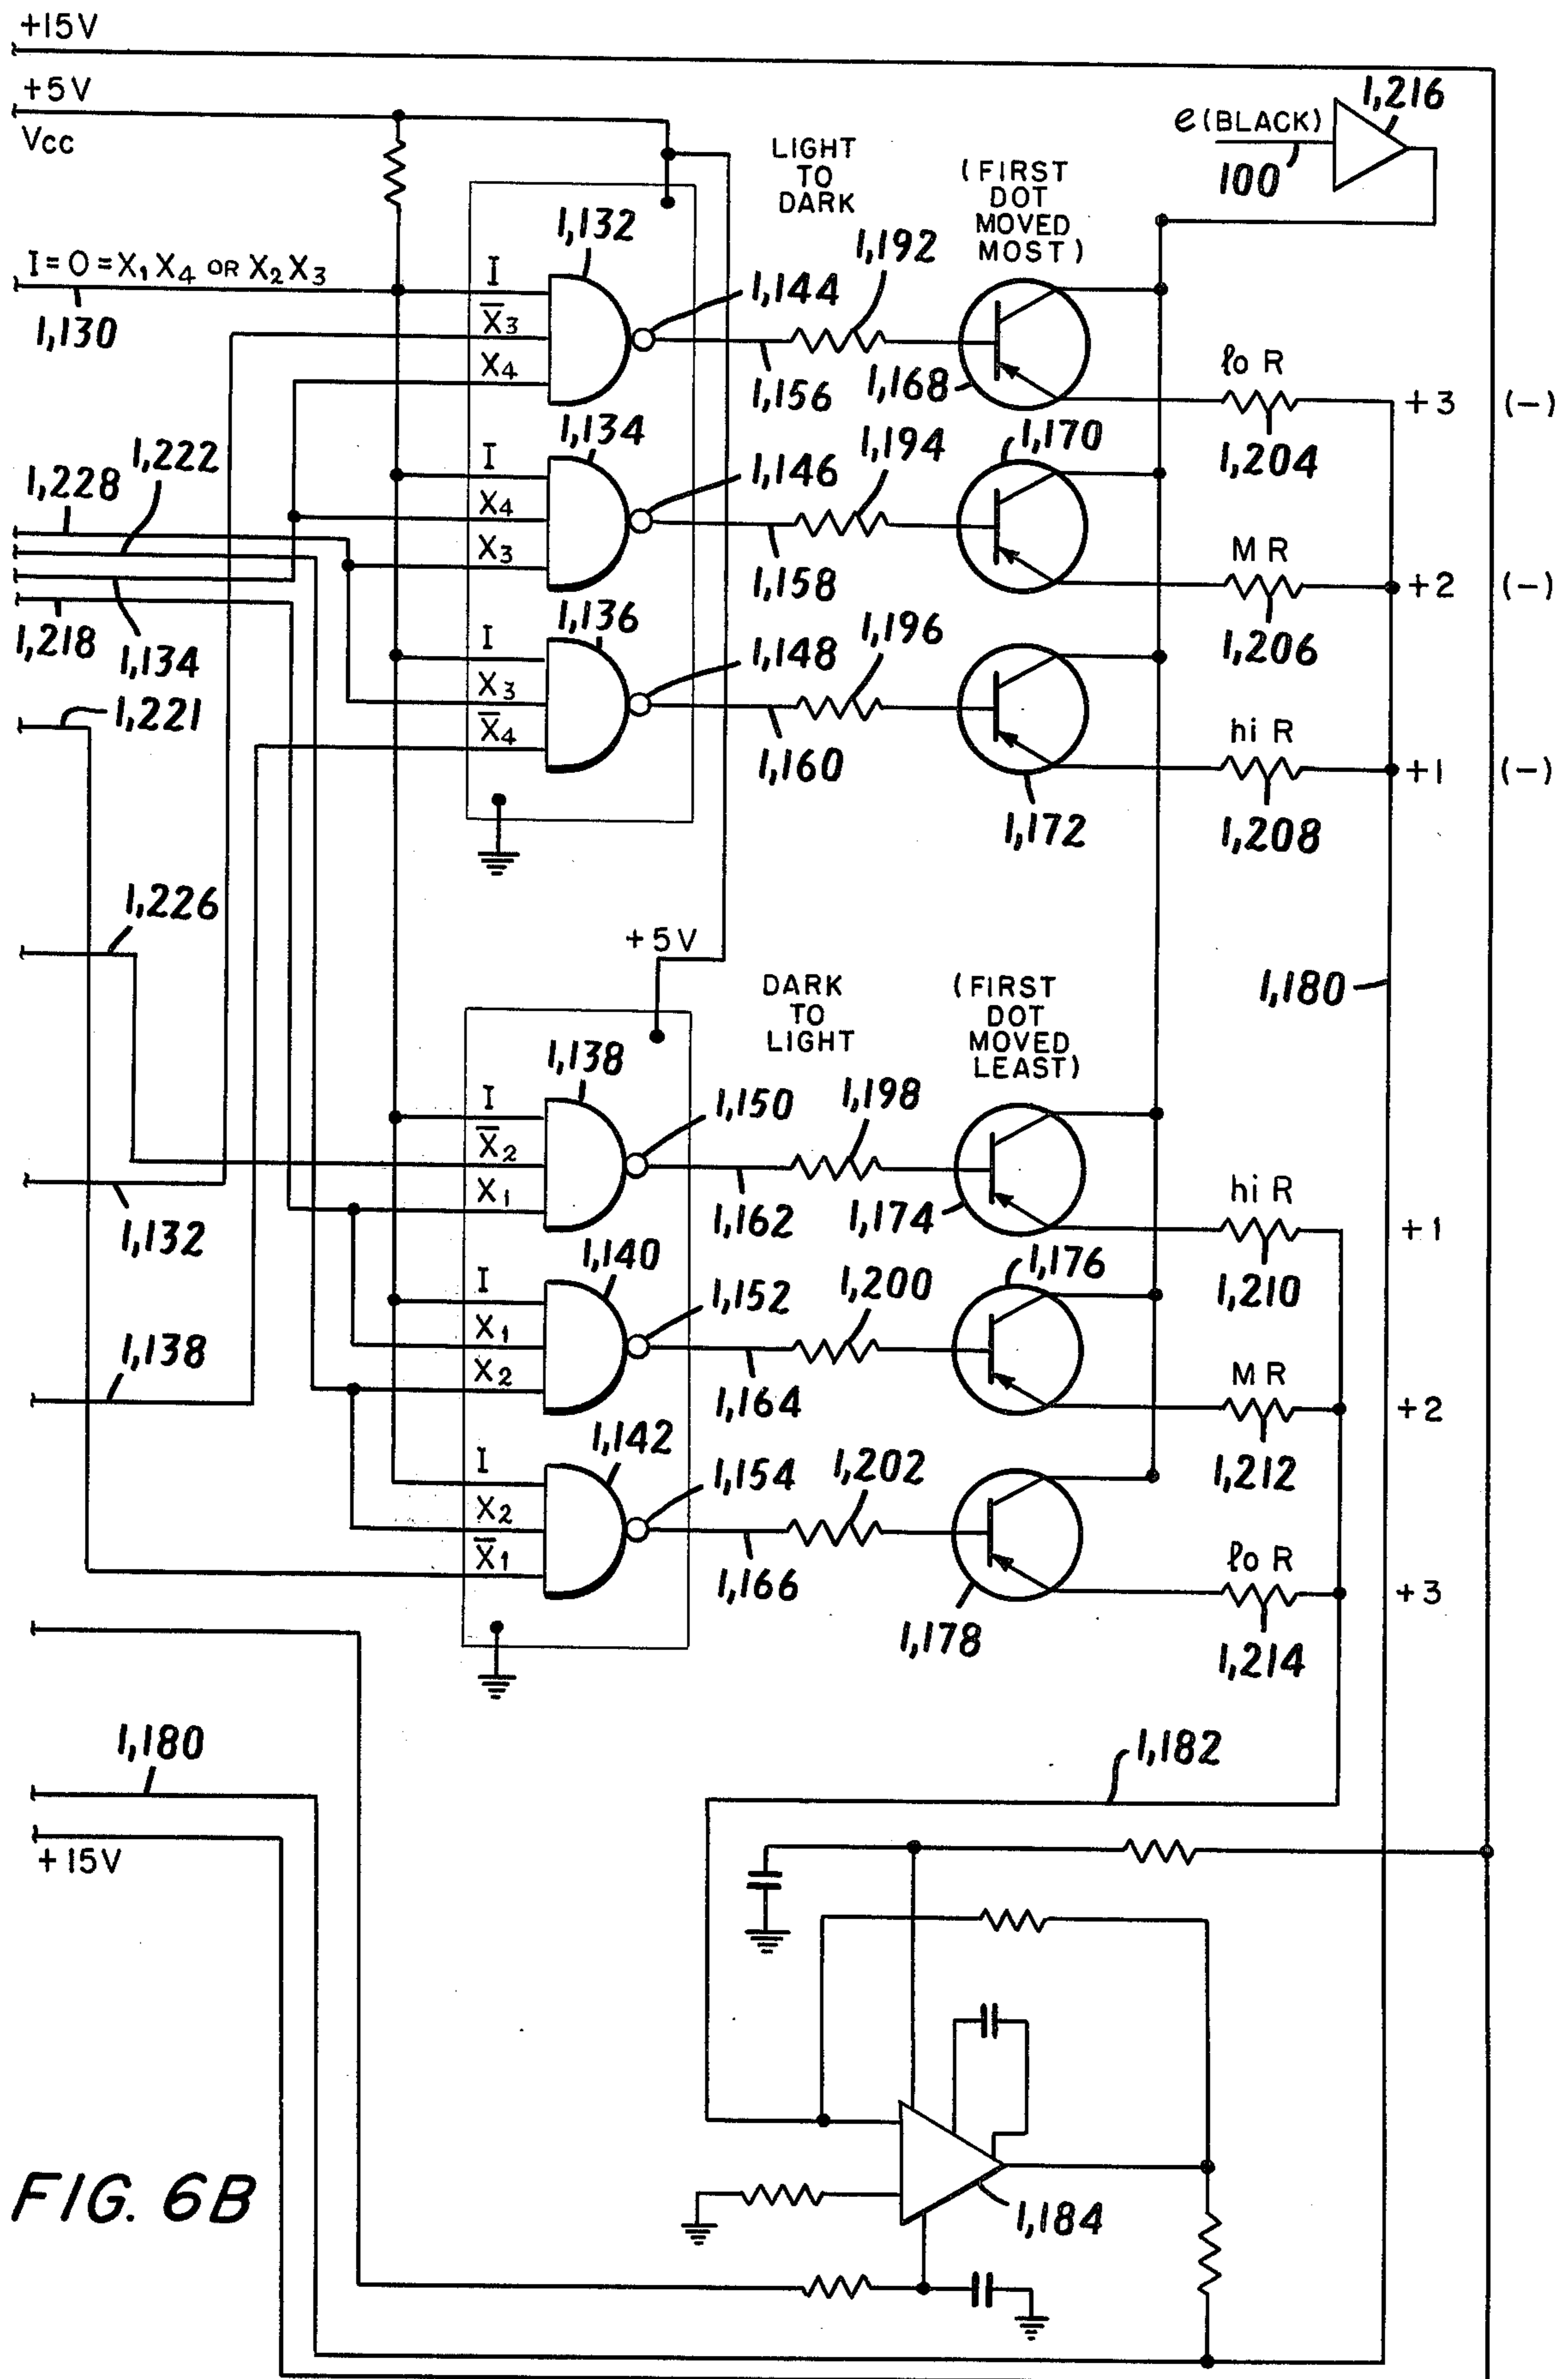 +15V
+5V
Vcc
e (BLACK)
1,216
100
LIGHT
TO
DARK
(FIRST
DOT
MOVED
MOST)
1,132
1,192
I=O=X₁X₄ OR X₂X₃
1,130
I
X̅₃
X₄
1,144
1,156
1,168
lo R
1,204
+3 (-)
1,134
1,194
1,170
1,222
1,228
I
X₄
X₃
1,146
1,158
M R
1,206
+2 (-)
1,218
1,134
1,136
1,196
I
X₃
X̅₄
1,148
1,160
1,172
hi R
1,208
+1 (-)
1,221
1,226
+5V
DARK
TO
LIGHT
(FIRST
DOT
MOVED
LEAST)
1,180
1,138
1,198
I
X̅₂
X₁
1,150
1,162
1,174
hi R
1,210
+1
1,132
1,140
1,200
1,176
I
X₁
X₂
1,152
1,164
M R
1,212
+2
1,138
1,142
1,202
I
X₂
X̅₁
1,154
1,166
1,178
lo R
1,214
+3
1,180
1,182
+15V
1,184
FIG. 6B